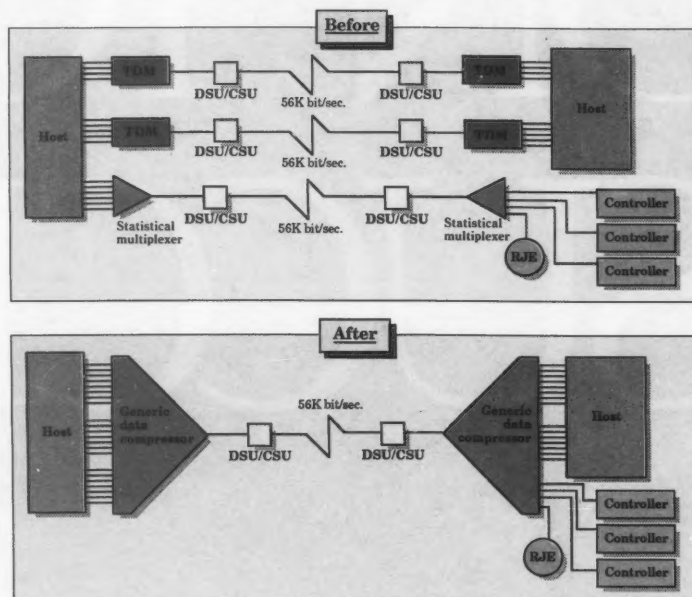 Before
TDM
TDM
DSU/CSU
56K bit/sec.
DSU/CSU
Host
Host
TDM
TDM
DSU/CSU
56K bit/sec.
DSU/CSU
Statistical
multiplexer
DSU/CSU
56K bit/sec.
DSU/CSU
Statistical
multiplexer
Controller
Controller
RJE
Controller
After
Host
Generic
data
compressor
56K bit/sec.
DSU/CSU
DSU/CSU
Generic
data
compressor
Host
Controller
Controller
RJE
Controller